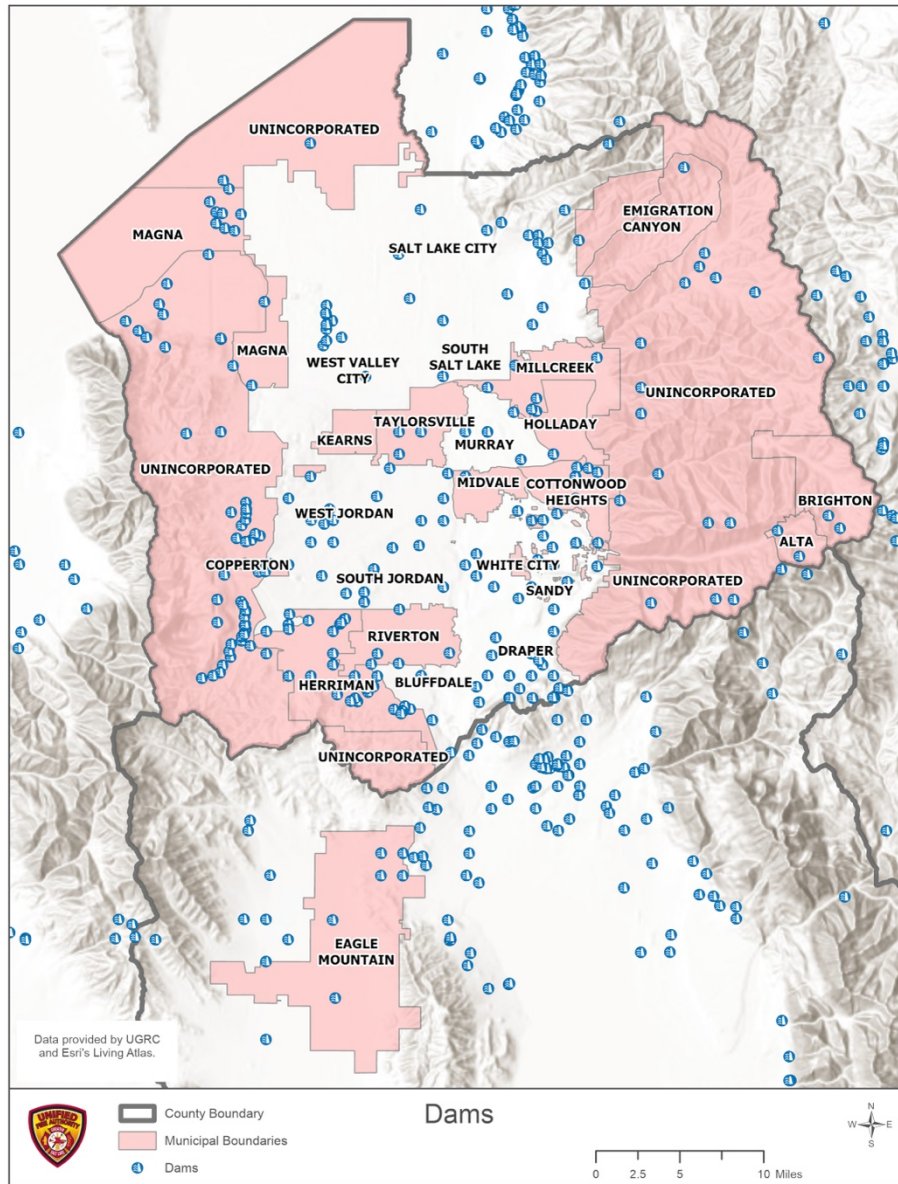 UNINCORPORATED
MAGNA
EMIGRATION
CANYON
SALT LAKE CITY
MAGNA
WEST VALLEY
CITY
SOUTH
SALT LAKE
MILLCREEK
UNINCORPORATED
KEARNS
TAYLORSVILLE
MURRAY
HOLLADAY
UNINCORPORATED
MIDVALE
COTTONWOOD
HEIGHTS
BRIGHTON
WEST JORDAN
ALTA
COPPERTON
SOUTH JORDAN
WHITE CITY
SANDY
UNINCORPORATED
RIVERTON
DRAPER
HERRIMAN
BLUFFDALE
UNINCORPORATED
EAGLE
MOUNTAIN
Data provided by UGRC
and Esri's Living Atlas.
UNIFIED
FIRE AUTHORITY
County Boundary
Municipal Boundaries
Dams
Dams
N
W E
S
0 2.5 5 10 Miles